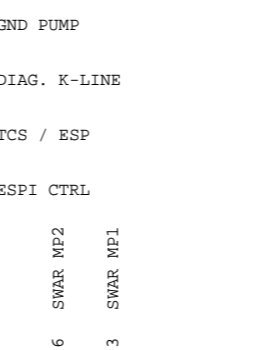 GND PUMP
DIAG. K-LINE
TCS / ESP
ESPI CTRL
6 SWAR MP2
3 SWAR MP1